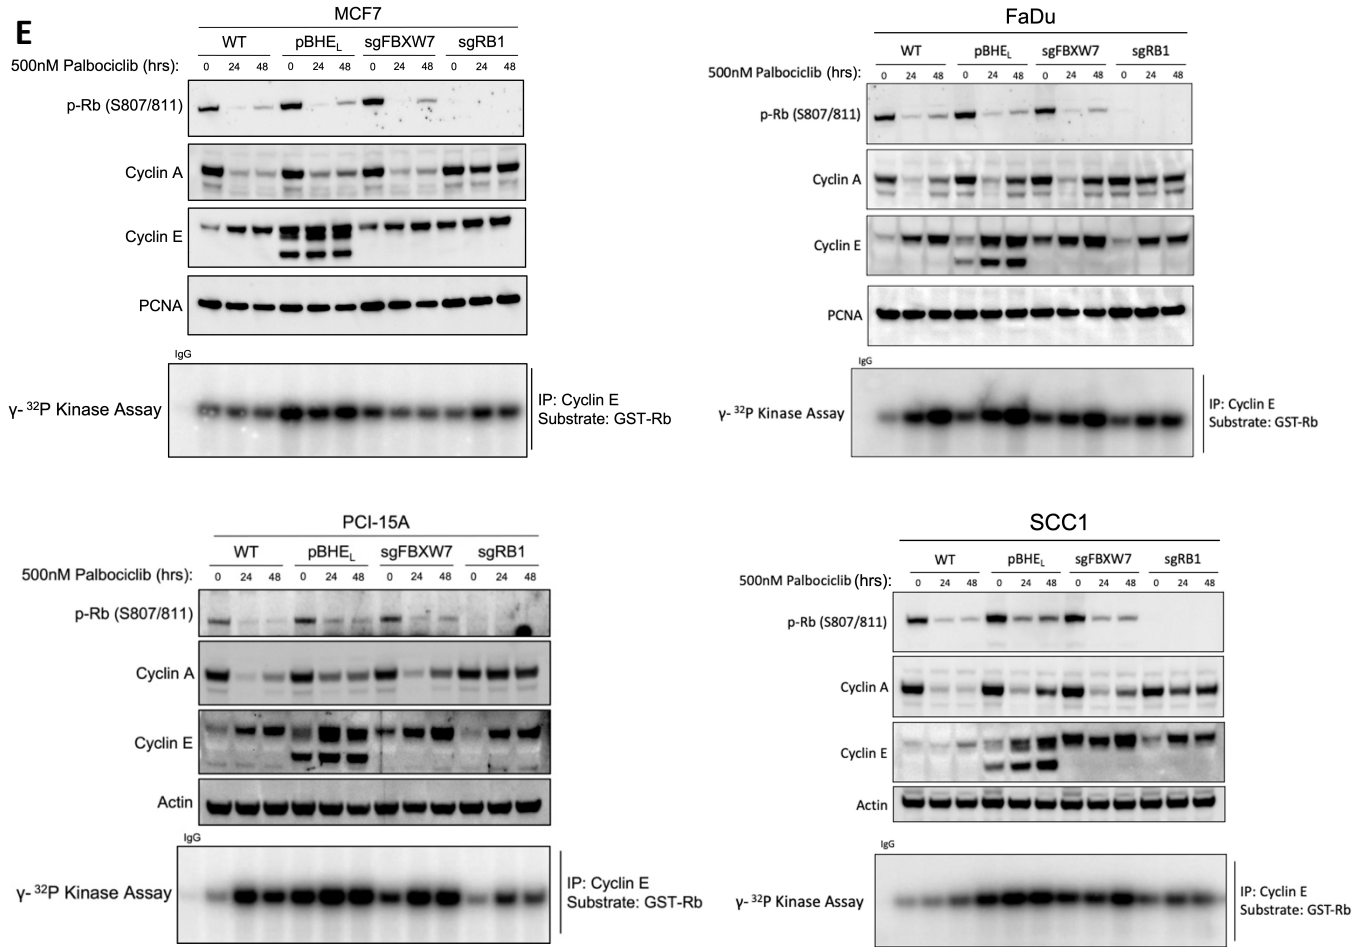 E
MCF7
WT pBHEL sgFBXW7 sgRB1
500nM Palbociclib (hrs): 0 24 48 0 24 48 0 24 48 0 24 48
p-Rb (S807/811)
Cyclin A
Cyclin E
PCNA
IgG
γ- 32P Kinase Assay
IP: Cyclin E
Substrate: GST-Rb
FaDu
WT pBHEL sgFBXW7 sgRB1
500nM Palbociclib (hrs): 0 24 48 0 24 48 0 24 48 0 24 48
p-Rb (S807/811)
Cyclin A
Cyclin E
PCNA
IgG
γ- 32P Kinase Assay
IP: Cyclin E
Substrate: GST-Rb
PCI-15A
WT pBHEL sgFBXW7 sgRB1
500nM Palbociclib (hrs): 0 24 48 0 24 48 0 24 48 0 24 48
p-Rb (S807/811)
Cyclin A
Cyclin E
Actin
IgG
γ- 32P Kinase Assay
IP: Cyclin E
Substrate: GST-Rb
SCC1
WT pBHEL sgFBXW7 sgRB1
500nM Palbociclib (hrs): 0 24 48 0 24 48 0 24 48 0 24 48
p-Rb (S807/811)
Cyclin A
Cyclin E
Actin
IgG
γ- 32P Kinase Assay
IP: Cyclin E
Substrate: GST-Rb